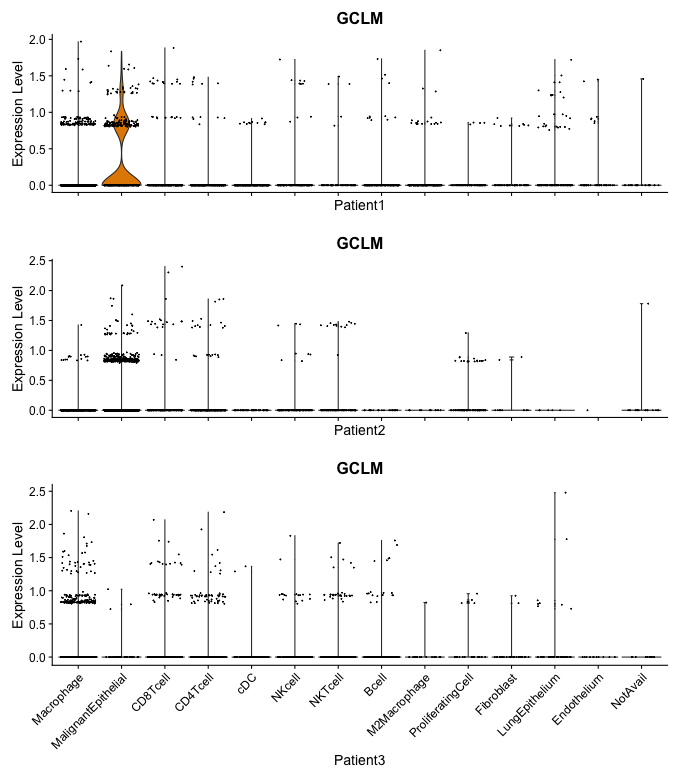 GCLM
2.0
1.5
1.0
0.5
0.0
Expression Level
Patient1
GCLM
2.5
2.0
1.5
1.0
0.5
0.0
Expression Level
Patient2
GCLM
2.5
2.0
1.5
1.0
0.5
0.0
Expression Level
Macrophage
MalignantEpithelial
CD8Tcell
CD4Tcell
cDC
NKcell
NKTcell
Bcell
M2Macrophage
ProliferatingCell
Fibroblast
LungEpithelium
Endothelium
NotAvail
Patient3